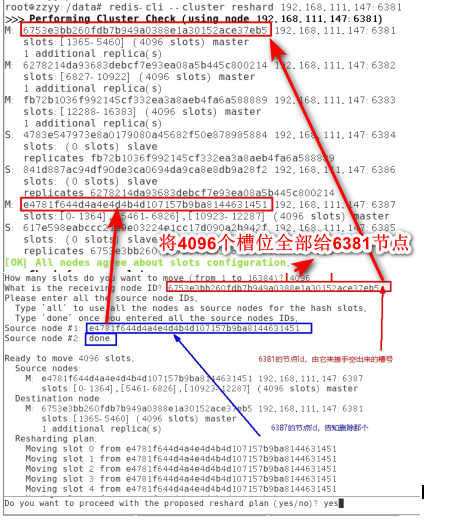 root@zzyy:/data# redis-cli --cluster reshard 192.168.111.147:6381
>>> Performing Cluster Check (using node 192.168.111.147:6381)
M: 6753e3bb260fdb7b949a0388e1a30152ace37eb5 192.168.111.147:6381
slots:[1365-5460] (4096 slots) master
1 additional replica(s)
M: 6278214da93683debcf7e93ea08a5b445c800214 192.168.111.147:6382
slots:[6827-10922] (4096 slots) master
1 additional replica(s)
M: fb72b1036f992145cf332ea3a8aeb4fa6a588889 192.168.111.147:6383
slots:[12288-16383] (4096 slots) master
1 additional replica(s)
S: 4783e547973e8a0179080a45682f50e878985884 192.168.111.147:6384
slots: (0 slots) slave
replicates fb72b1036f992145cf332ea3a8aeb4fa6a588889
S: 841d887ac94df90de3ca0694da9ca8e8db9a28f2 192.168.111.147:6386
slots: (0 slots) slave
replicates 6278214da93683debcf7e93ea08a5b445c800214
M: e4781f644d4a4e4d4b4d107157b9ba8144631451 192.168.111.147:6387
slots:[0-1364],[5461-6826],[10923-12287] (4096 slots) master
192.168.111.147:6385
slots: (0 slots) slave
将4096个槽位全部给6381节点
[OK] All nodes agree about slots configuration.
How many slots do you want to move (from 1 to 16384)? 4096
What is the receiving node ID? 6753e3bb260fdb7b949a0388e1a30152ace37eb5
Please enter all the source node IDs.
Type 'all' to use all the nodes as source nodes for the hash slots.
Type 'done' once you entered all the source nodes IDs.
Source node #1: e4781f644d4a4e4d4b4d107157b9ba8144631451
Source node #2: done
6381的节点id，由它来接手空出来的槽号
Ready to move 4096 slots.
Source nodes:
M: e4781f644d4a4e4d4b4d107157b9ba8144631451 192.168.111.147:6387
slots:[0-1364],[5461-6826],[10923-12287] (4096 slots) master
Destination node:
M: 6753e3bb260fdb7b949a0388e1a30152ace37eb5 192.168.111.147:6381
slots:[1365-5460] (4096 slots) master
1 additional replica(s)
6387的节点id，告知删除那个
Resharding plan:
Moving slot 0 from e4781f644d4a4e4d4b4d107157b9ba8144631451
Moving slot 1 from e4781f644d4a4e4d4b4d107157b9ba8144631451
Moving slot 2 from e4781f644d4a4e4d4b4d107157b9ba8144631451
Moving slot 3 from e4781f644d4a4e4d4b4d107157b9ba8144631451
Moving slot 4 from e4781f644d4a4e4d4b4d107157b9ba8144631451
Do you want to proceed with the proposed reshard plan (yes/no)? yes